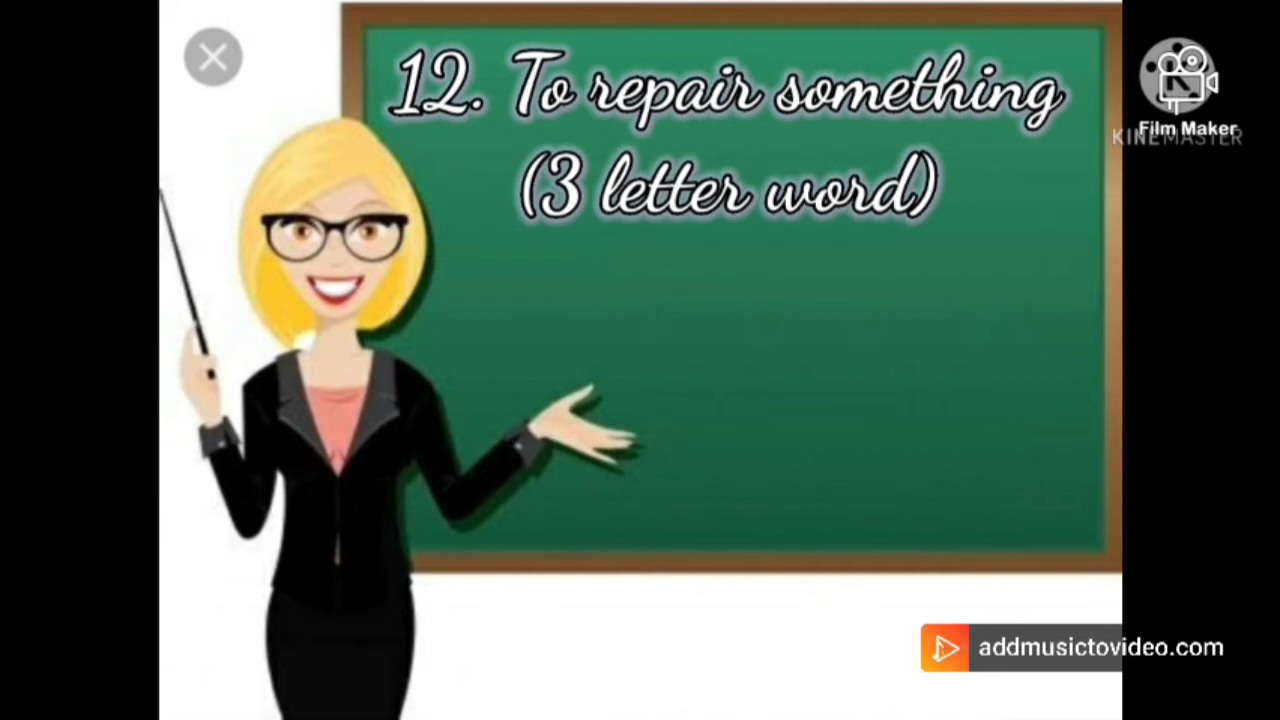 12. To repair something
(3 letter word)
Film Maker
KINEMASTER
addmusictovideo.com